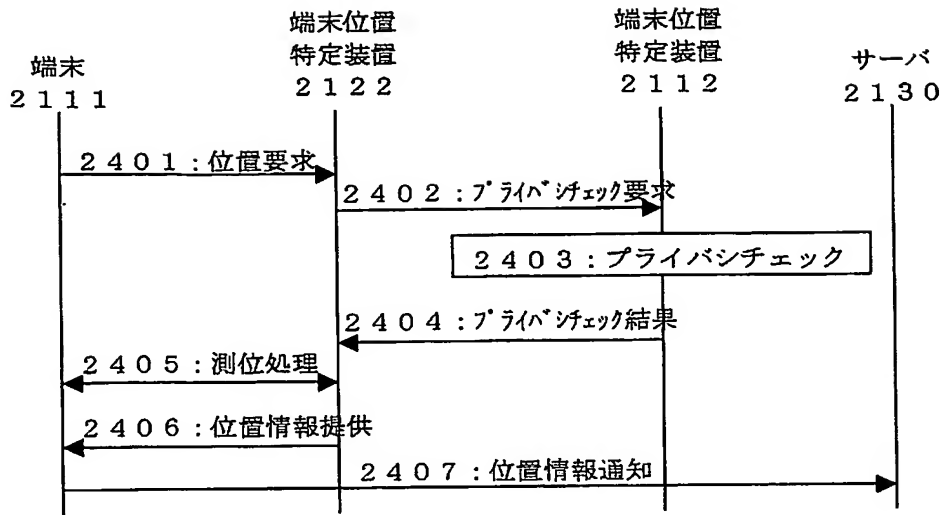 端末
2111
端末位置
特定装置
2122
端末位置
特定装置
2112
サーバ
2130
2401:位置要求
2402:プライバシチェック要求
2403:プライバシチェック
2404:プライバシチェック結果
2405:測位処理
2406:位置情報提供
2407:位置情報通知